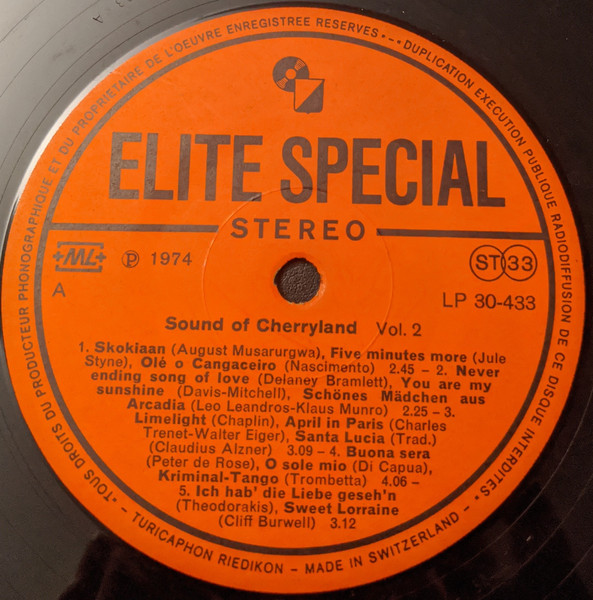 TOUS DROITS DU PRODUCTEUR PHONOGRAPHIQUE ET DU PROPRIETAIRE DE L'OEUVRE ENREGISTREE RESERVES - DUPLICATION EXECUTION PUBLIQUE RADIODIFFUSION DE CE DISQUE INTERDITES
ELITE SPECIAL
STEREO
ML
℗ 1974
ST 33
A
LP 30-433
Sound of Cherryland Vol. 2
1. Skokiaan (August Musarurgwa), Five minutes more (Jule
Styne), Olé o Cangaceiro (Nascimento) 2.45 – 2. Never
ending song of love (Delaney Bramlett), You are my
sunshine (Davis-Mitchell), Schönes Mädchen aus
Arcadia (Leo Leandros-Klaus Munro) 2.25 – 3.
Limelight (Chaplin), April in Paris (Charles
Trenet-Walter Eiger), Santa Lucia (Trad.)
(Claudius Alzner) 3.09 – 4. Buona sera
(Peter de Rose), O sole mio (Di Capua),
Kriminal-Tango (Trombetta) 4.06 –
5. Ich hab' die Liebe geseh'n
(Theodorakis), Sweet Lorraine
(Cliff Burwell) 3.12
TURICAPHON RIEDIKON – MADE IN SWITZERLAND